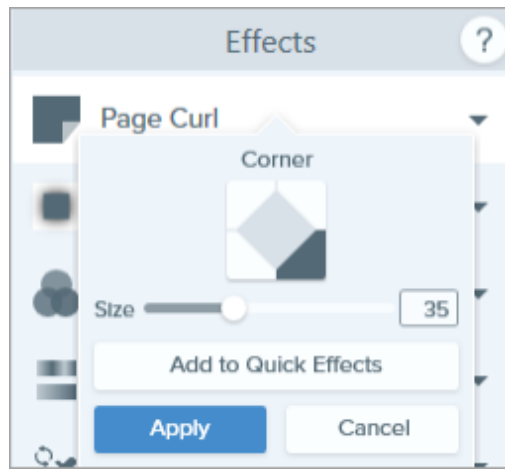 Effects ?
Page Curl
Corner
Size 35
Add to Quick Effects
Apply Cancel